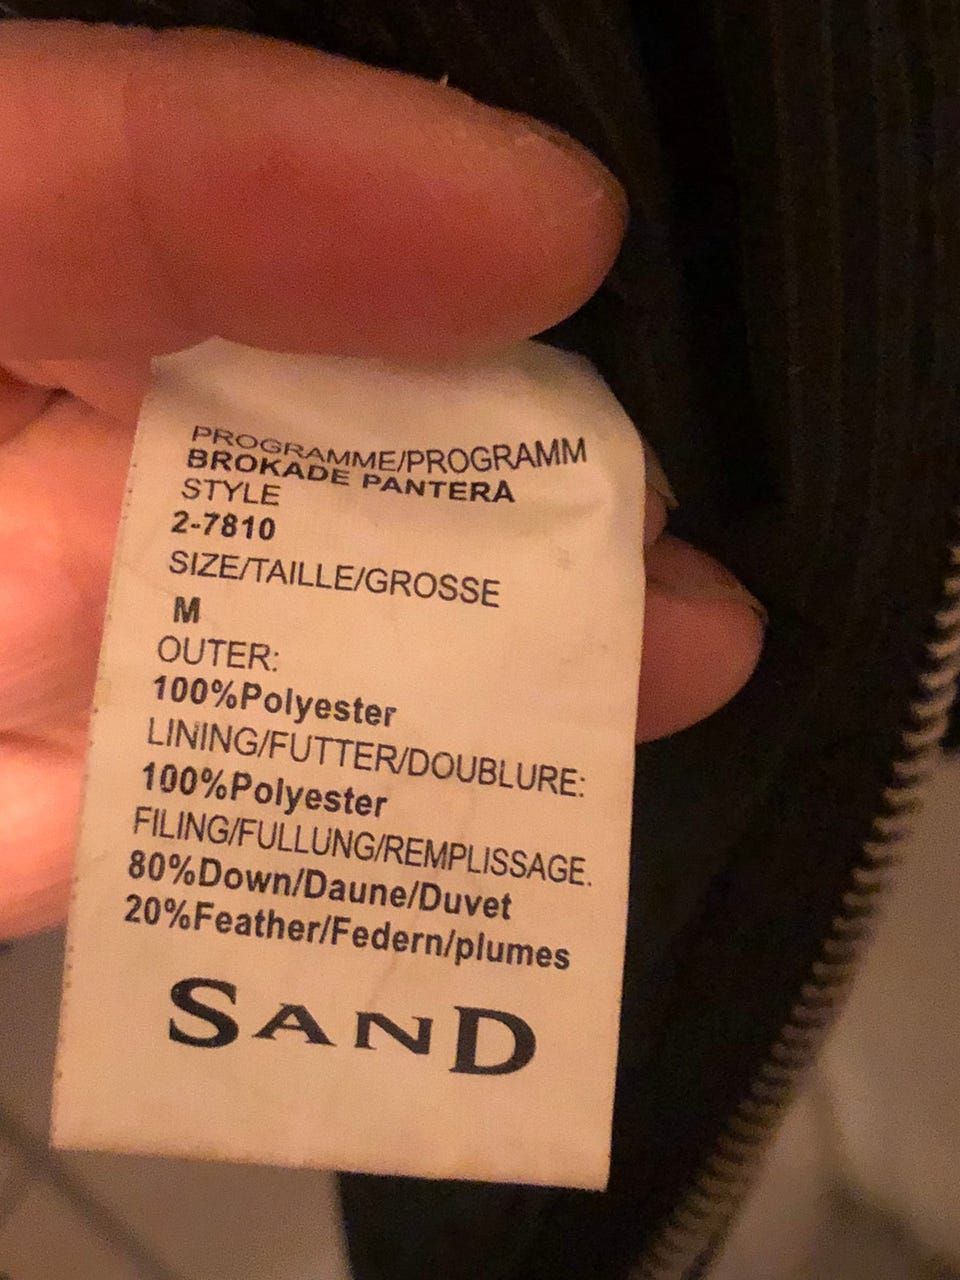 PROGRAMME/PROGRAMM
BROKADE PANTERA
STYLE
2-7810
SIZE/TAILLE/GROSSE
M
OUTER:
100%Polyester
LINING/FUTTER/DOUBLURE:
100%Polyester
FILING/FULLUNG/REMPLISSAGE.
80%Down/Daune/Duvet
20%Feather/Federn/plumes
SAND